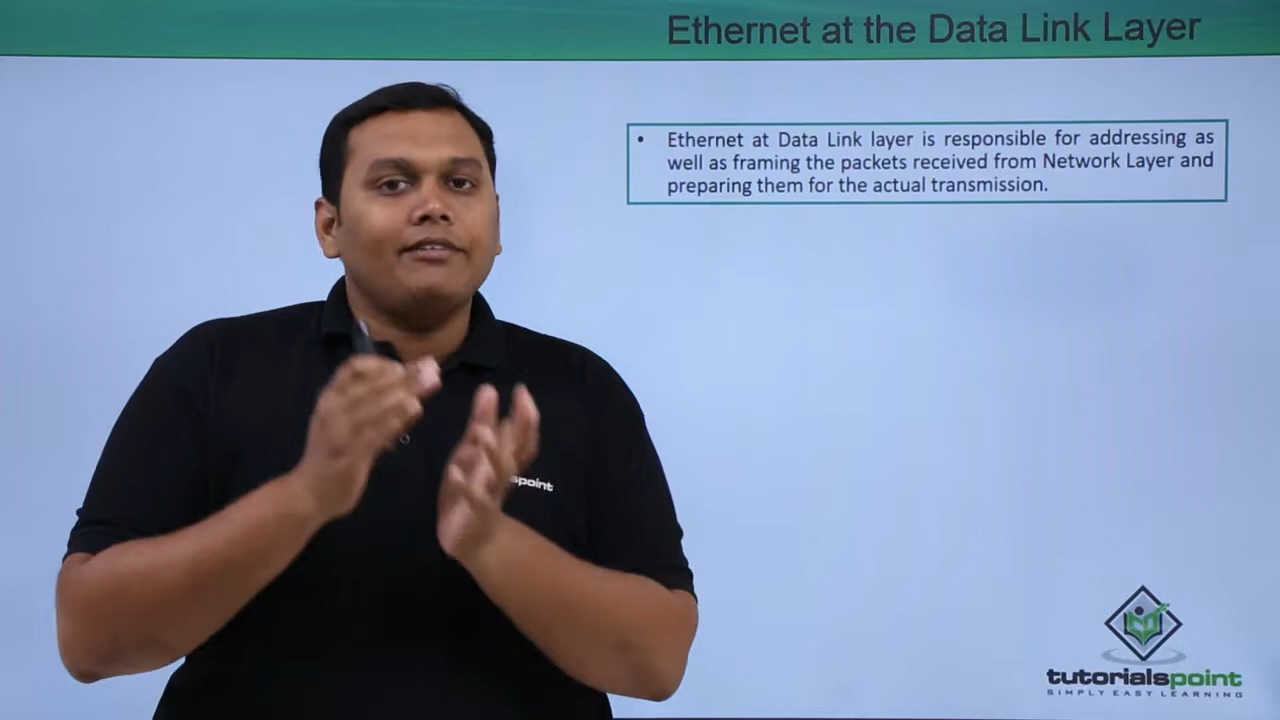 Ethernet at the Data Link Layer
• Ethernet at Data Link layer is responsible for addressing as
well as framing the packets received from Network Layer and
preparing them for the actual transmission.
spoint
tutorialspoint
SIMPLY EASY LEARNING